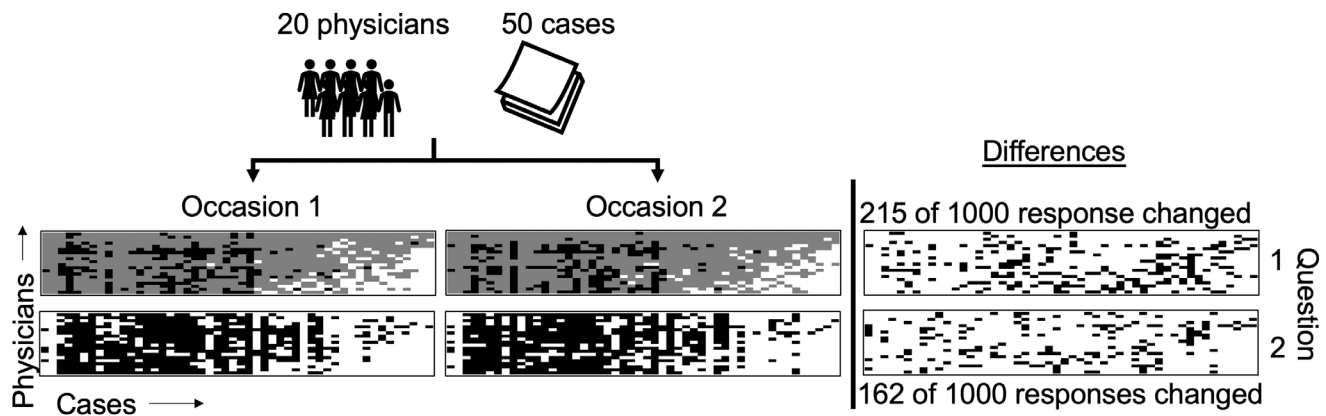 20 physicians
50 cases
Differences
Occasion 1
Occasion 2
215 of 1000 response changed
Physicians
1
Question
2
Cases
162 of 1000 responses changed